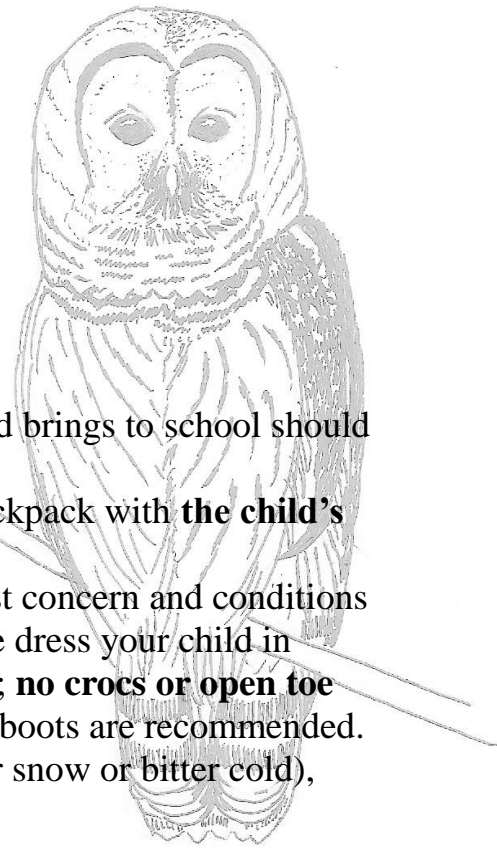 d brings to school should
ckpack with the child's
st concern and conditions
e dress your child in
; no crocs or open toe
boots are recommended.
r snow or bitter cold),